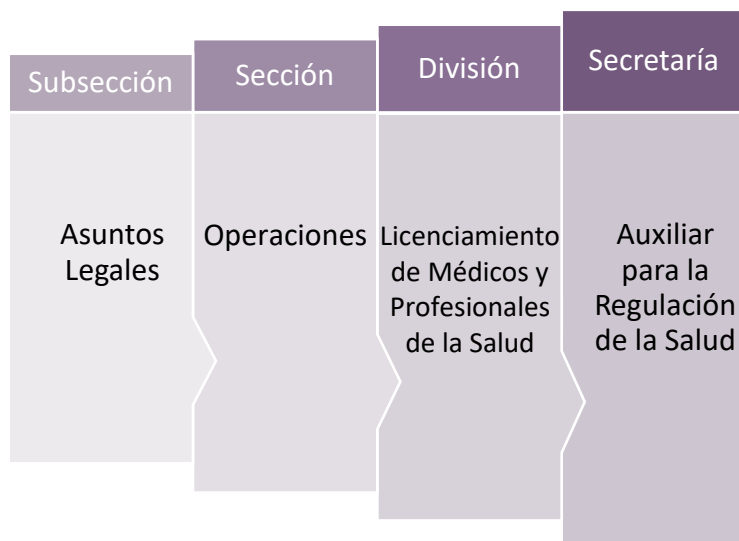 Subsección
Sección
División
Secretaría
Asuntos
Legales
Operaciones
Licenciamiento
de Médicos y
Profesionales
de la Salud
Auxiliar
para la
Regulación
de la Salud